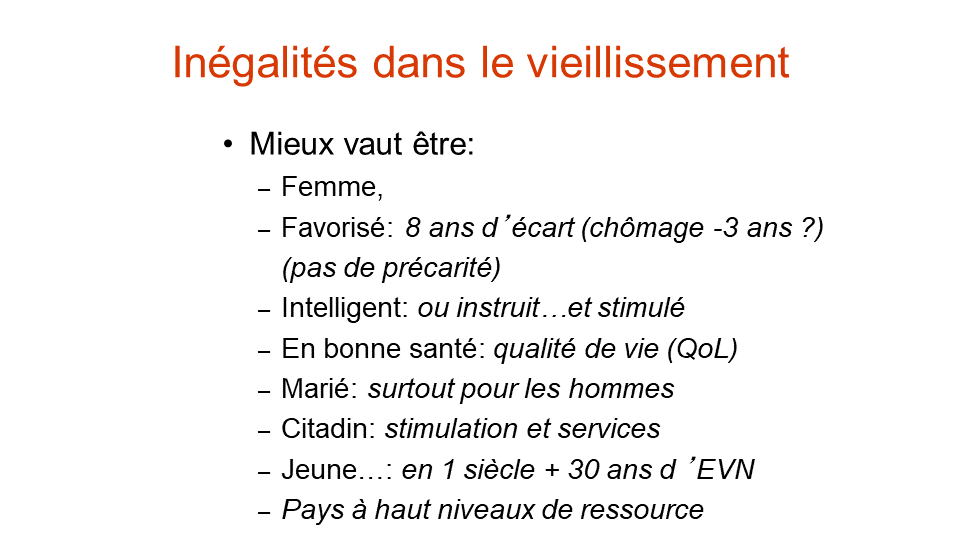 Inégalités dans le vieillissement
• Mieux vaut être:
– Femme,
– Favorisé: 8 ans d’écart (chômage -3 ans ?)
(pas de précarité)
– Intelligent: ou instruit…et stimulé
– En bonne santé: qualité de vie (QoL)
– Marié: surtout pour les hommes
– Citadin: stimulation et services
– Jeune…: en 1 siècle + 30 ans d ’EVN
– Pays à haut niveaux de ressource